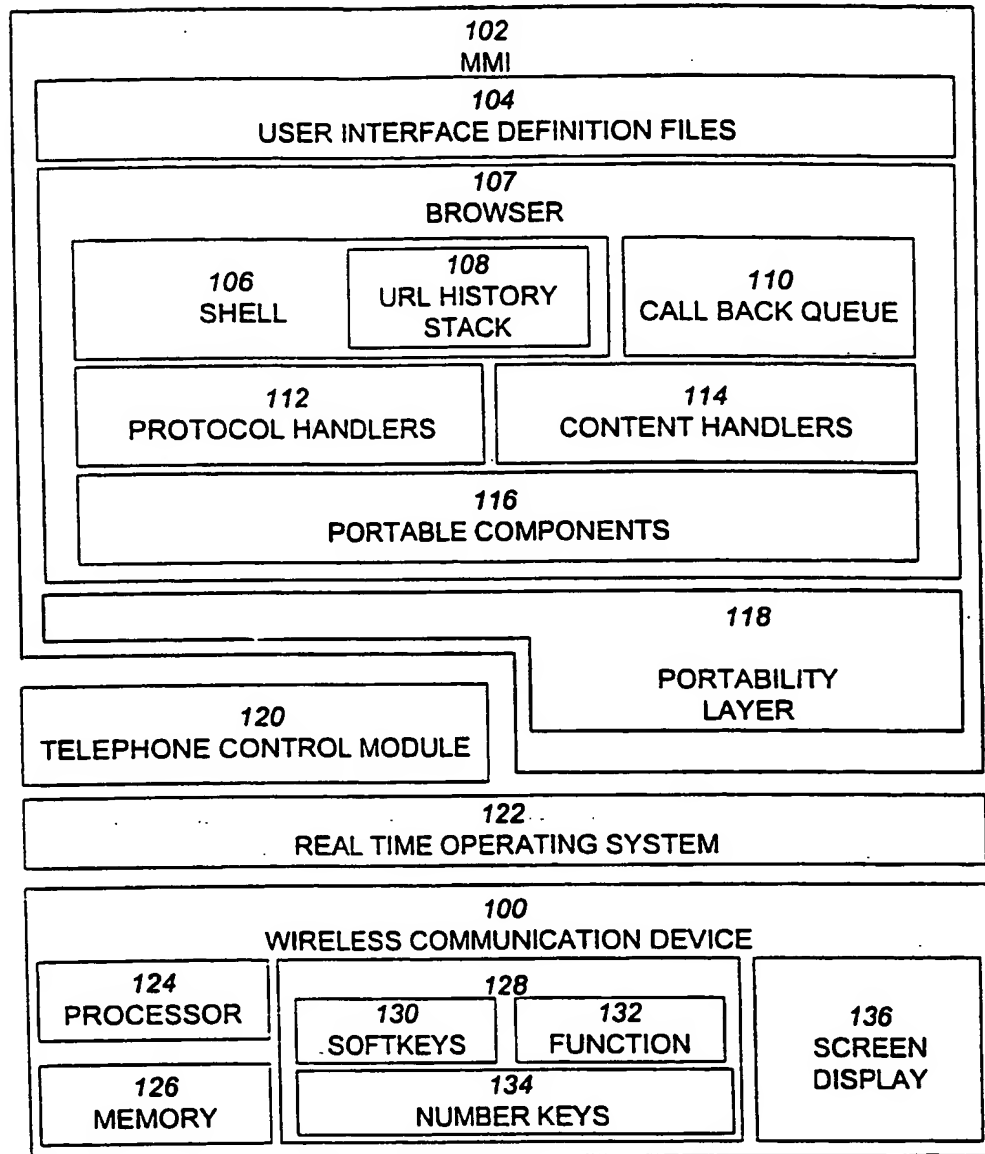 102
MMI
104
USER INTERFACE DEFINITION FILES
107
BROWSER
106
SHELL
108
URL HISTORY
STACK
110
CALL BACK QUEUE
112
PROTOCOL HANDLERS
114
CONTENT HANDLERS
116
PORTABLE COMPONENTS
118
PORTABILITY
LAYER
120
TELEPHONE CONTROL MODULE
122
REAL TIME OPERATING SYSTEM
100
WIRELESS COMMUNICATION DEVICE
124
PROCESSOR
126
MEMORY
128
130
SOFTKEYS
132
FUNCTION
134
NUMBER KEYS
136
SCREEN
DISPLAY